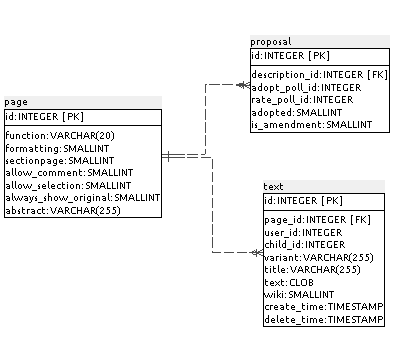 proposal
id:INTEGER [PK]
description_id:INTEGER [FK]
adopt_poll_id:INTEGER
rate_poll_id:INTEGER
adopted:SMALLINT
is_amendment:SMALLINT
page
id:INTEGER [PK]
function:VARCHAR(20)
formatting:SMALLINT
sectionpage:SMALLINT
allow_comment:SMALLINT
allow_selection:SMALLINT
always_show_original:SMALLINT
abstract:VARCHAR(255)
text
id:INTEGER [PK]
page_id:INTEGER [FK]
user_id:INTEGER
child_id:INTEGER
variant:VARCHAR(255)
title:VARCHAR(255)
text:CLOB
wiki:SMALLINT
create_time:TIMESTAMP
delete_time:TIMESTAMP